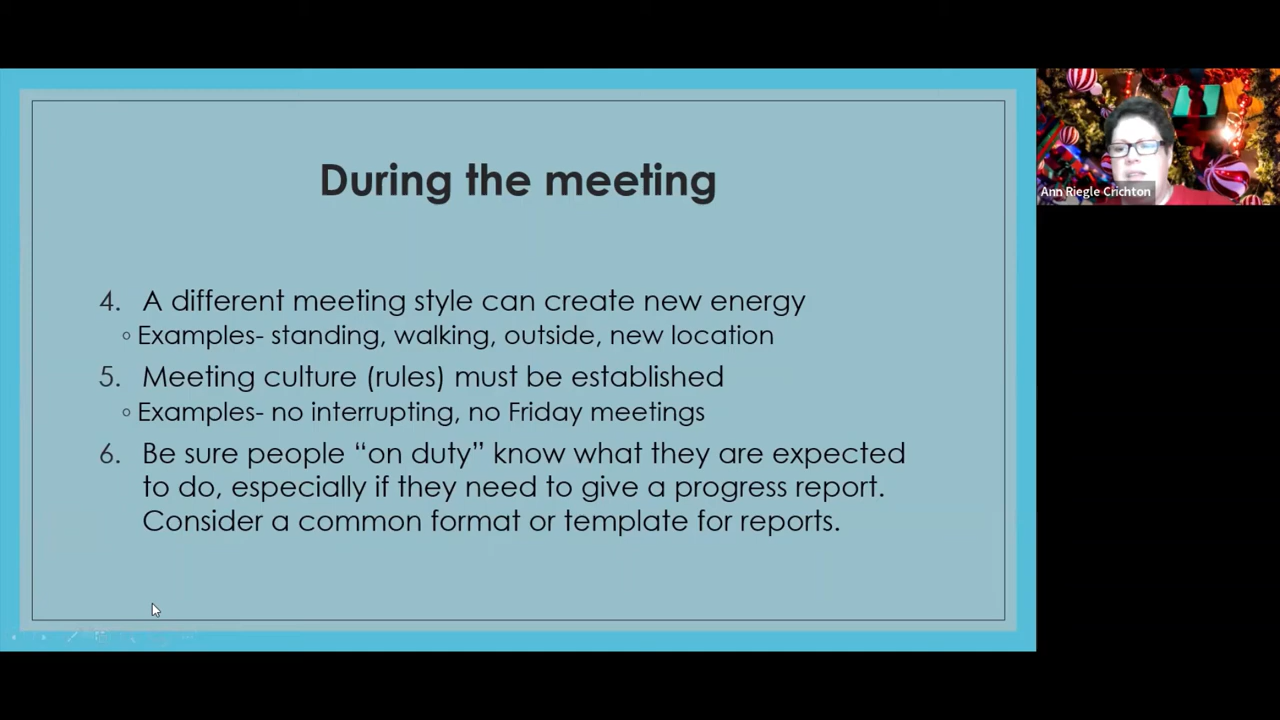 During the meeting
4. A different meeting style can create new energy
◦ Examples- standing, walking, outside, new location
5. Meeting culture (rules) must be established
◦ Examples- no interrupting, no Friday meetings
6. Be sure people “on duty” know what they are expected
to do, especially if they need to give a progress report.
Consider a common format or template for reports.
Ann Riegle Crichton